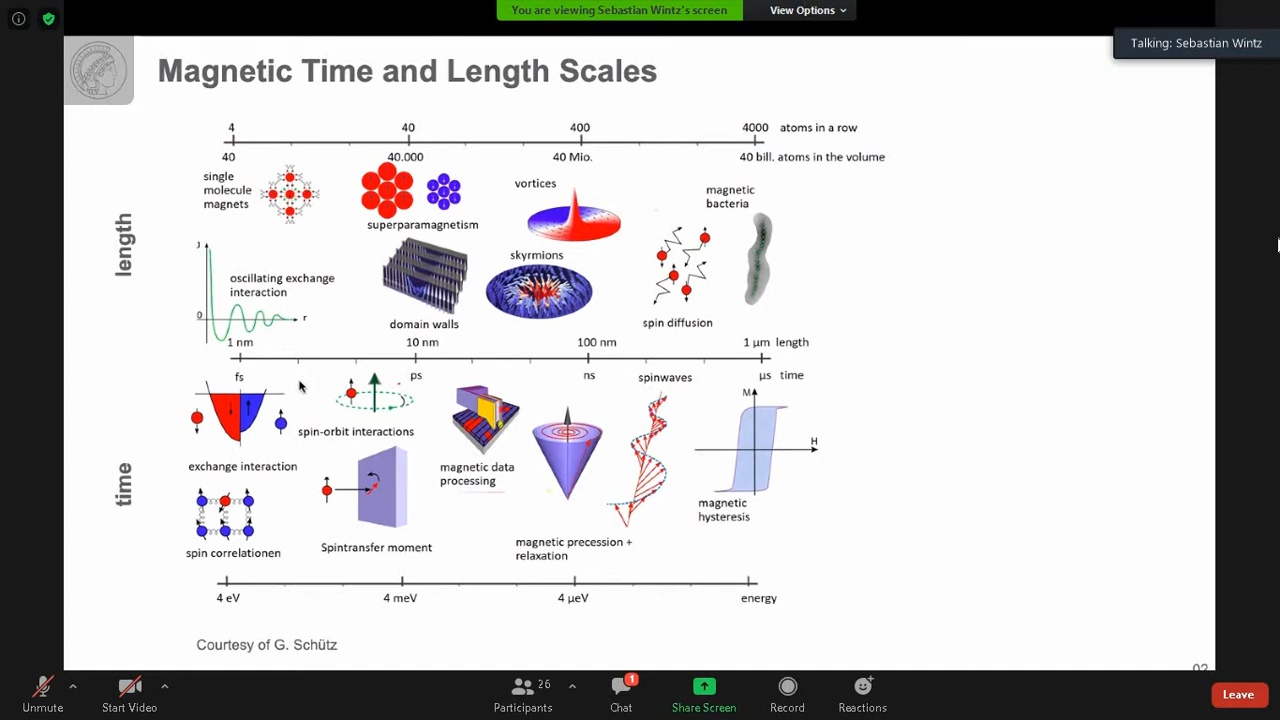 You are viewing Sebastian Wintz's screen
View Options
Talking: Sebastian Wintz
Magnetic Time and Length Scales
4 40 400 4000 atoms in a row
40 40.000 40 Mio. 40 bill. atoms in the volume
single
molecule
magnets
superparamagnetism
vortices
magnetic
bacteria
length
J
oscillating exchange
interaction
0
r
domain walls
skyrmions
spin diffusion
1 nm 10 nm 100 nm 1 µm length
fs ps ns µs time
spinwaves
exchange interaction
spin-orbit interactions
magnetic data
processing
M
H
magnetic
hysteresis
time
spin correlationen
Spintransfer moment
magnetic precession +
relaxation
4 eV 4 meV 4 µeV energy
Courtesy of G. Schütz
02
Unmute
Start Video
26
Participants
1
Chat
Share Screen
Record
Reactions
Leave